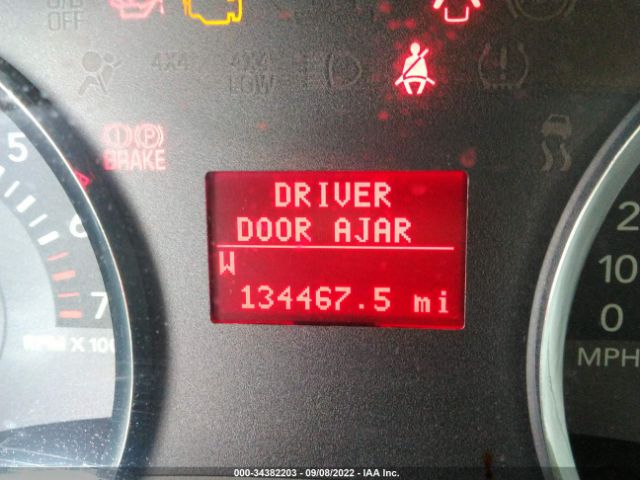 O/D
OFF
4X4
4X4
LOW
BRAKE
5
6
7
RPM X 100
DRIVER
DOOR AJAR
W
134467.5 mi
2
10
0
MPH
000-34382203 - 09/08/2022 - IAA Inc.